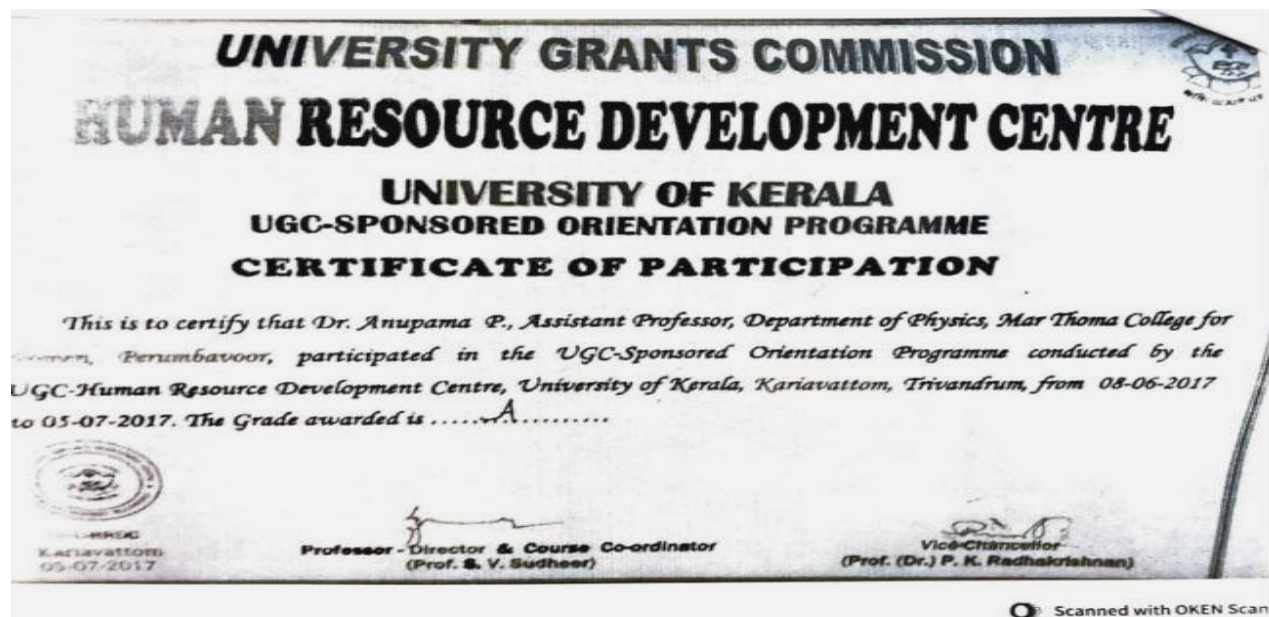 UNIVERSITY GRANTS COMMISSION
HUMAN RESOURCE DEVELOPMENT CENTRE
UNIVERSITY OF KERALA
UGC-SPONSORED ORIENTATION PROGRAMME
CERTIFICATE OF PARTICIPATION
This is to certify that Dr. Anupama P., Assistant Professor, Department of Physics, Mar Thoma College for
Women, Perumbavoor, participated in the UGC-Sponsored Orientation Programme conducted by the
UGC-Human Resource Development Centre, University of Kerala, Kariavattom, Trivandrum, from 08-06-2017
to 05-07-2017. The Grade awarded is .....A...........
Kariavattom
05-07-2017
Professor - Director & Course Co-ordinator
(Prof. S. V. Sudheer)
Vice-Chancellor
(Prof. (Dr.) P. K. Radhakrishnan)
Scanned with OKEN Scan